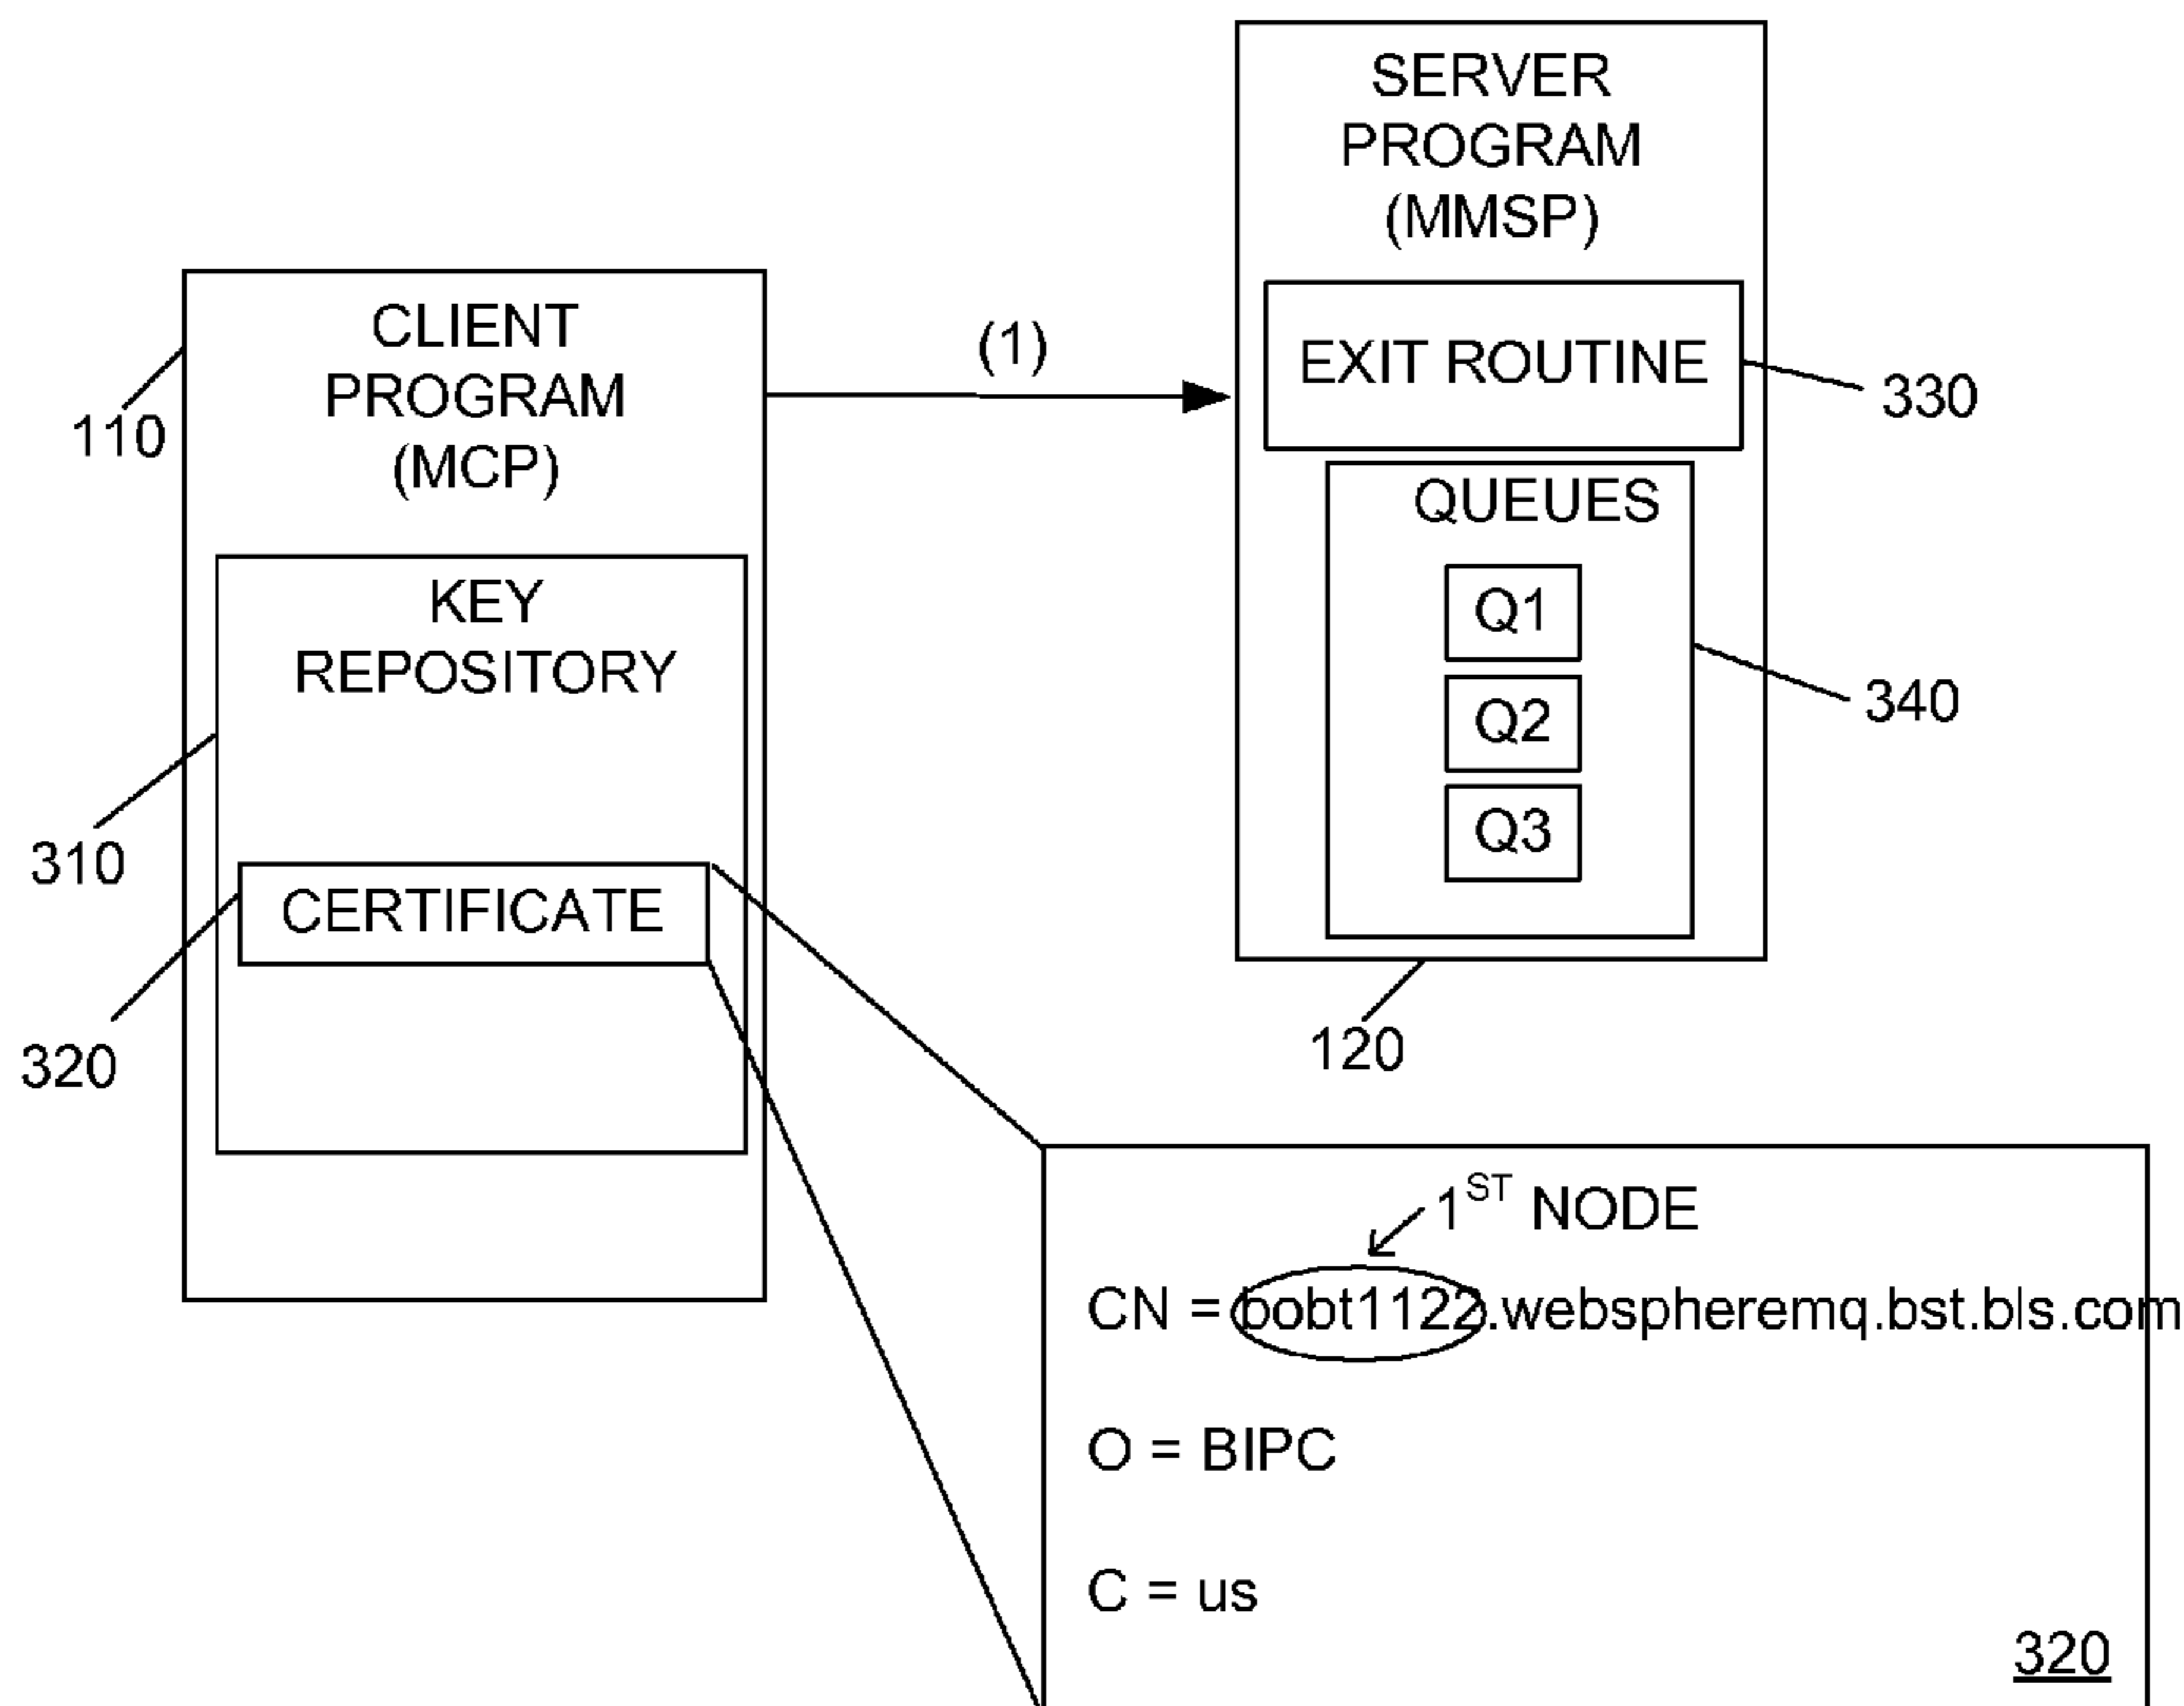 SERVER
PROGRAM
(MMSP)
EXIT ROUTINE
330
QUEUES
Q1
Q2
Q3
340
120
(1)
CLIENT
PROGRAM
(MCP)
110
KEY
REPOSITORY
310
CERTIFICATE
320
1ST NODE
CN = bobt1122.webspheremq.bst.bls.com
O = BIPC
C = us
320